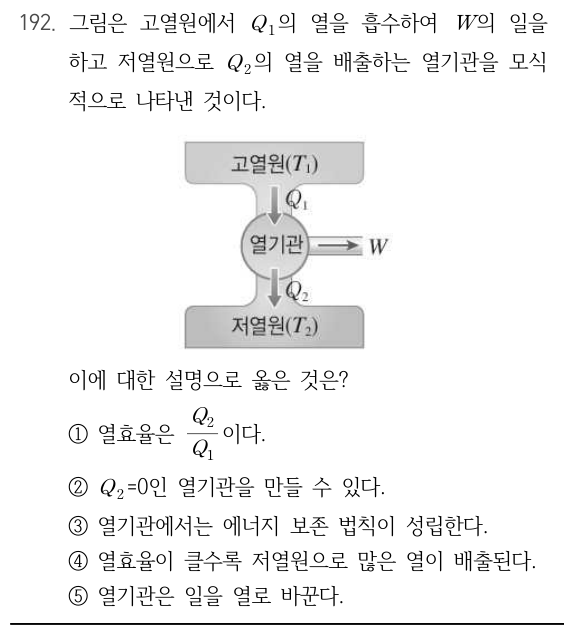 192. 그림은 고열원에서 Q₁의 열을 흡수하여 W의 일을
하고 저열원으로 Q₂의 열을 배출하는 열기관을 모식
적으로 나타낸 것이다.
고열원(T₁)
Q₁
열기관
W
Q₂
저열원(T₂)
이에 대한 설명으로 옳은 것은?
① 열효율은 Q₂/Q₁이다.
② Q₂=0인 열기관을 만들 수 있다.
③ 열기관에서는 에너지 보존 법칙이 성립한다.
④ 열효율이 클수록 저열원으로 많은 열이 배출된다.
⑤ 열기관은 일을 열로 바꾼다.